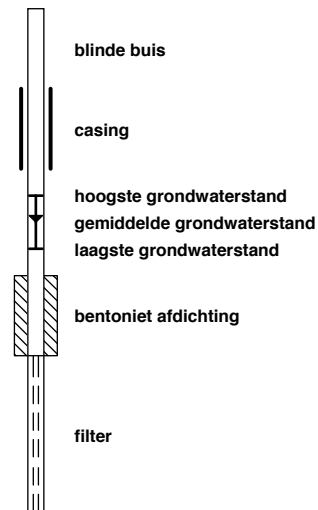 blinde buis
casing
hoogste grondwaterstand
gemiddelde grondwaterstand
laagste grondwaterstand
bentoniet afdichting
filter